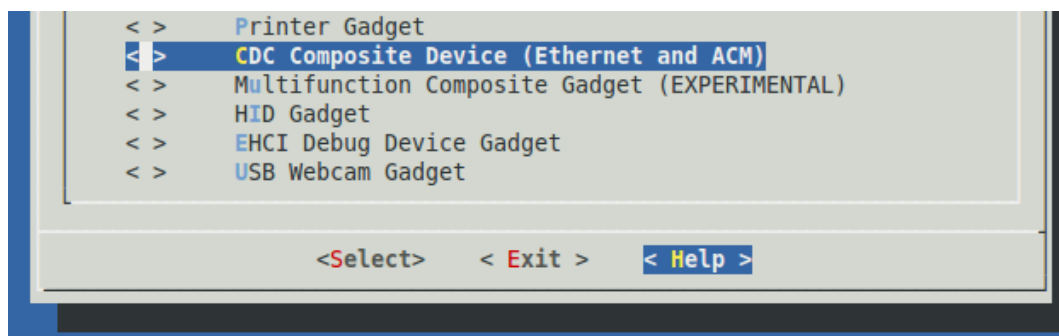 < > Printer Gadget
< > CDC Composite Device (Ethernet and ACM)
< > Multifunction Composite Gadget (EXPERIMENTAL)
< > HID Gadget
< > EHCI Debug Device Gadget
< > USB Webcam Gadget
<Select> < Exit > < Help >